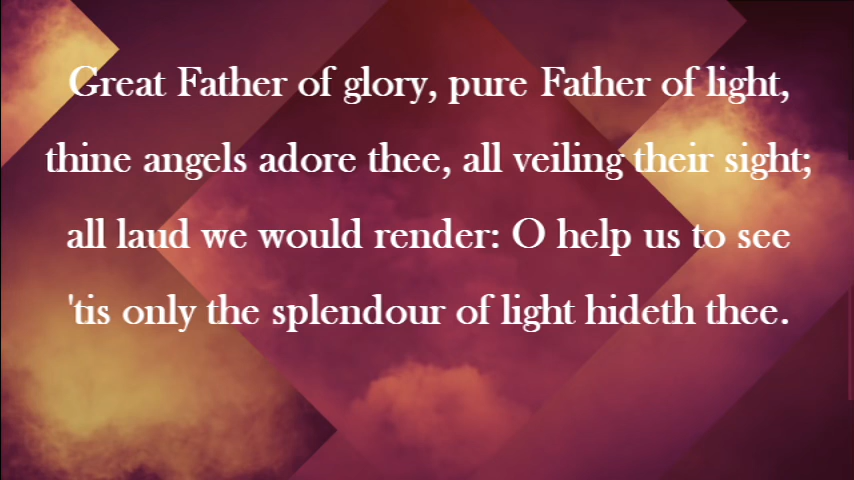 Great Father of glory, pure Father of light,
thine angels adore thee, all veiling their sight;
all laud we would render: O help us to see
'tis only the splendour of light hideth thee.